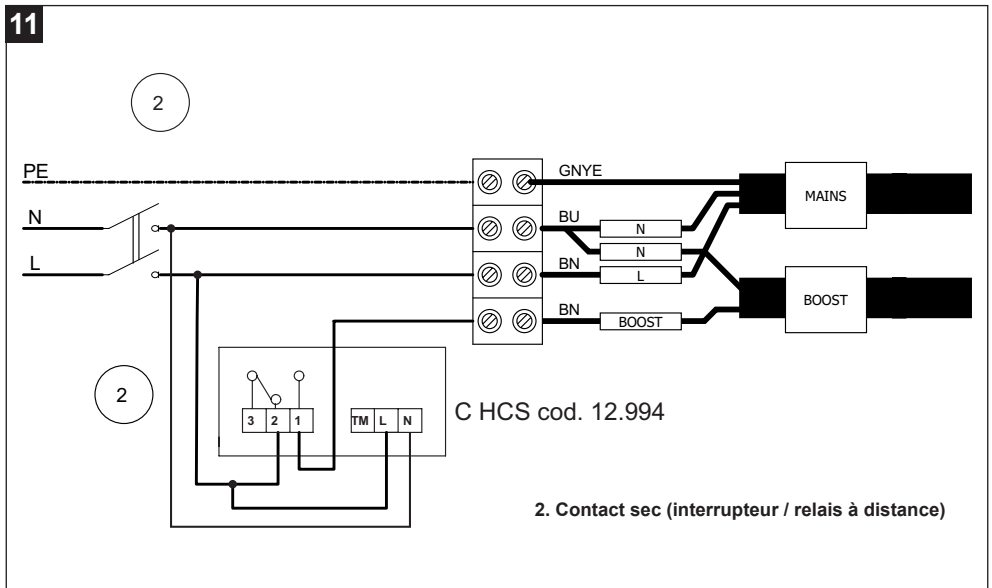 11
2
PE
GNYE
MAINS
N
BU
N
N
L
BN
L
BOOST
BN
BOOST
2
3 2 1
TM L N
C HCS cod. 12.994
2. Contact sec (interrupteur / relais à distance)